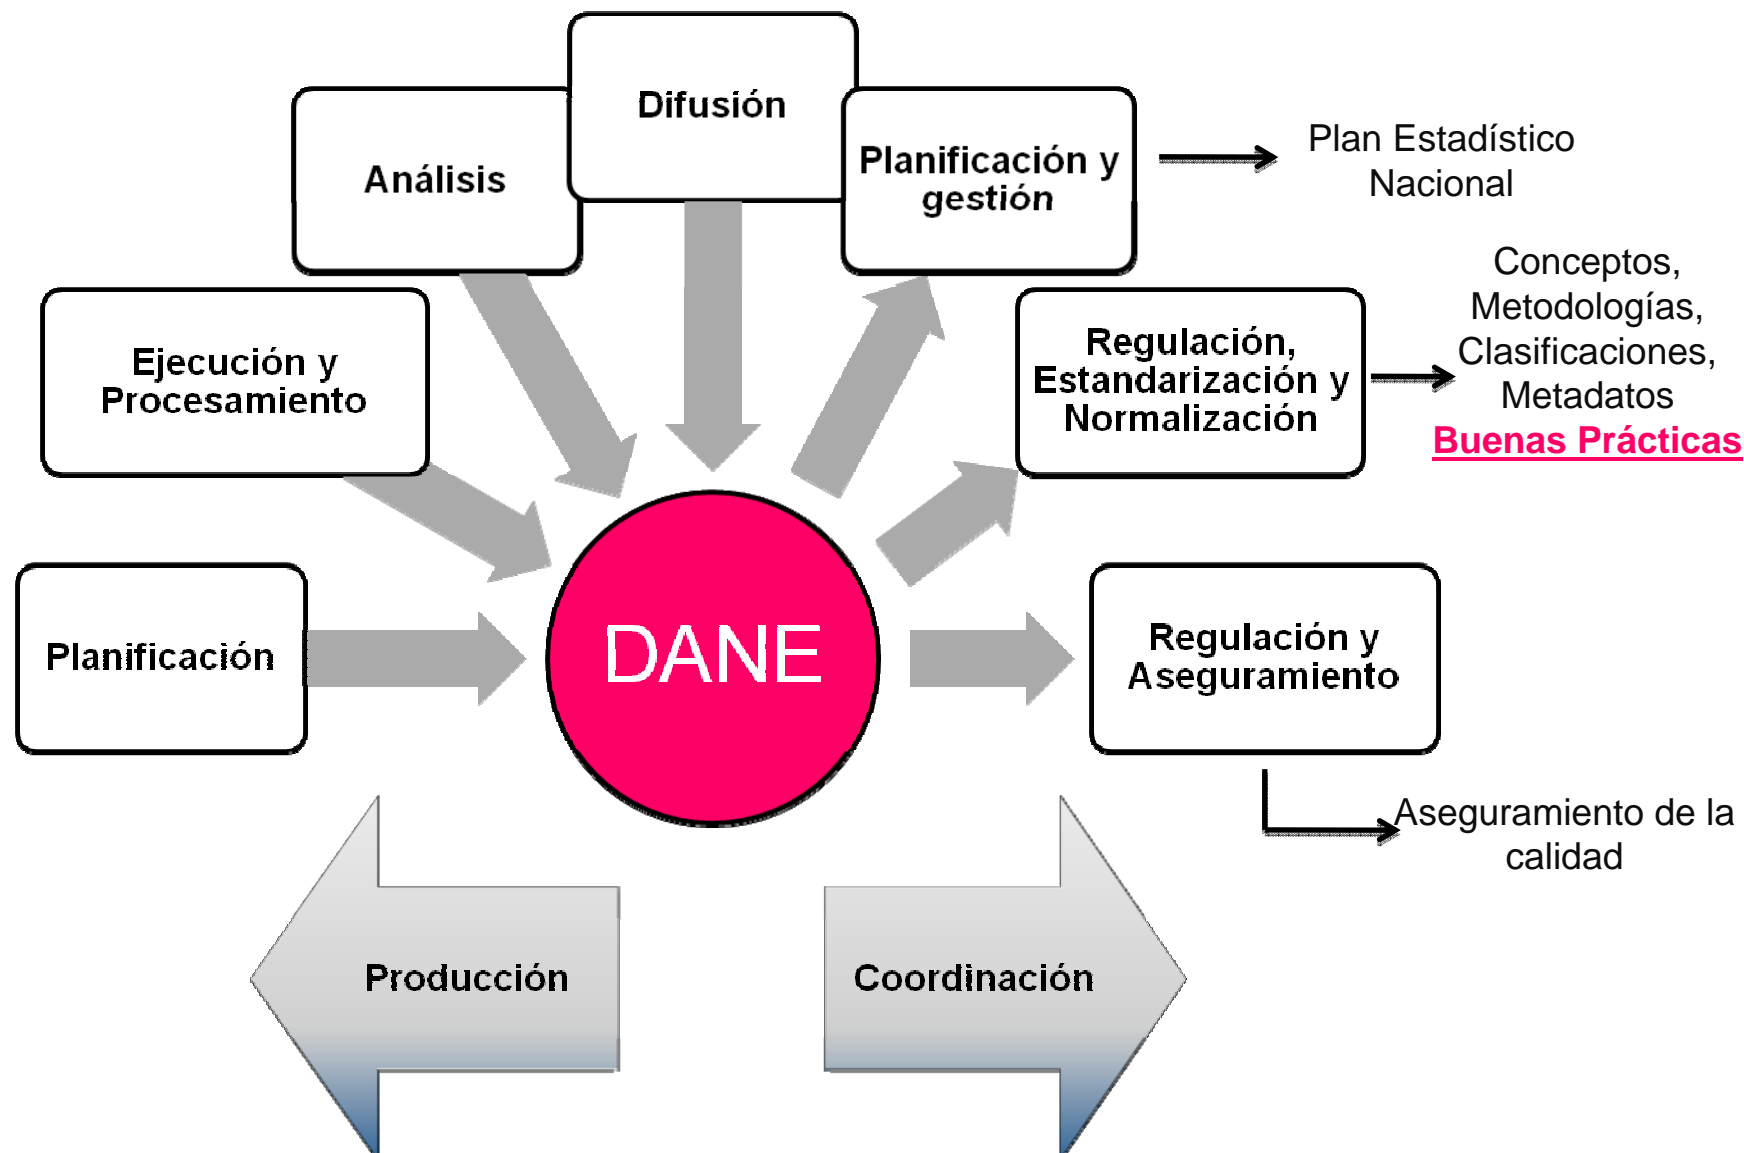 Difusión
Análisis
Planificación y
gestión
Plan Estadístico
Nacional
Ejecución y
Procesamiento
Regulación,
Estandarización y
Normalización
Conceptos,
Metodologías,
Clasificaciones,
Metadatos
Buenas Prácticas
Planificación
DANE
Regulación y
Aseguramiento
Aseguramiento de la
calidad
Producción
Coordinación